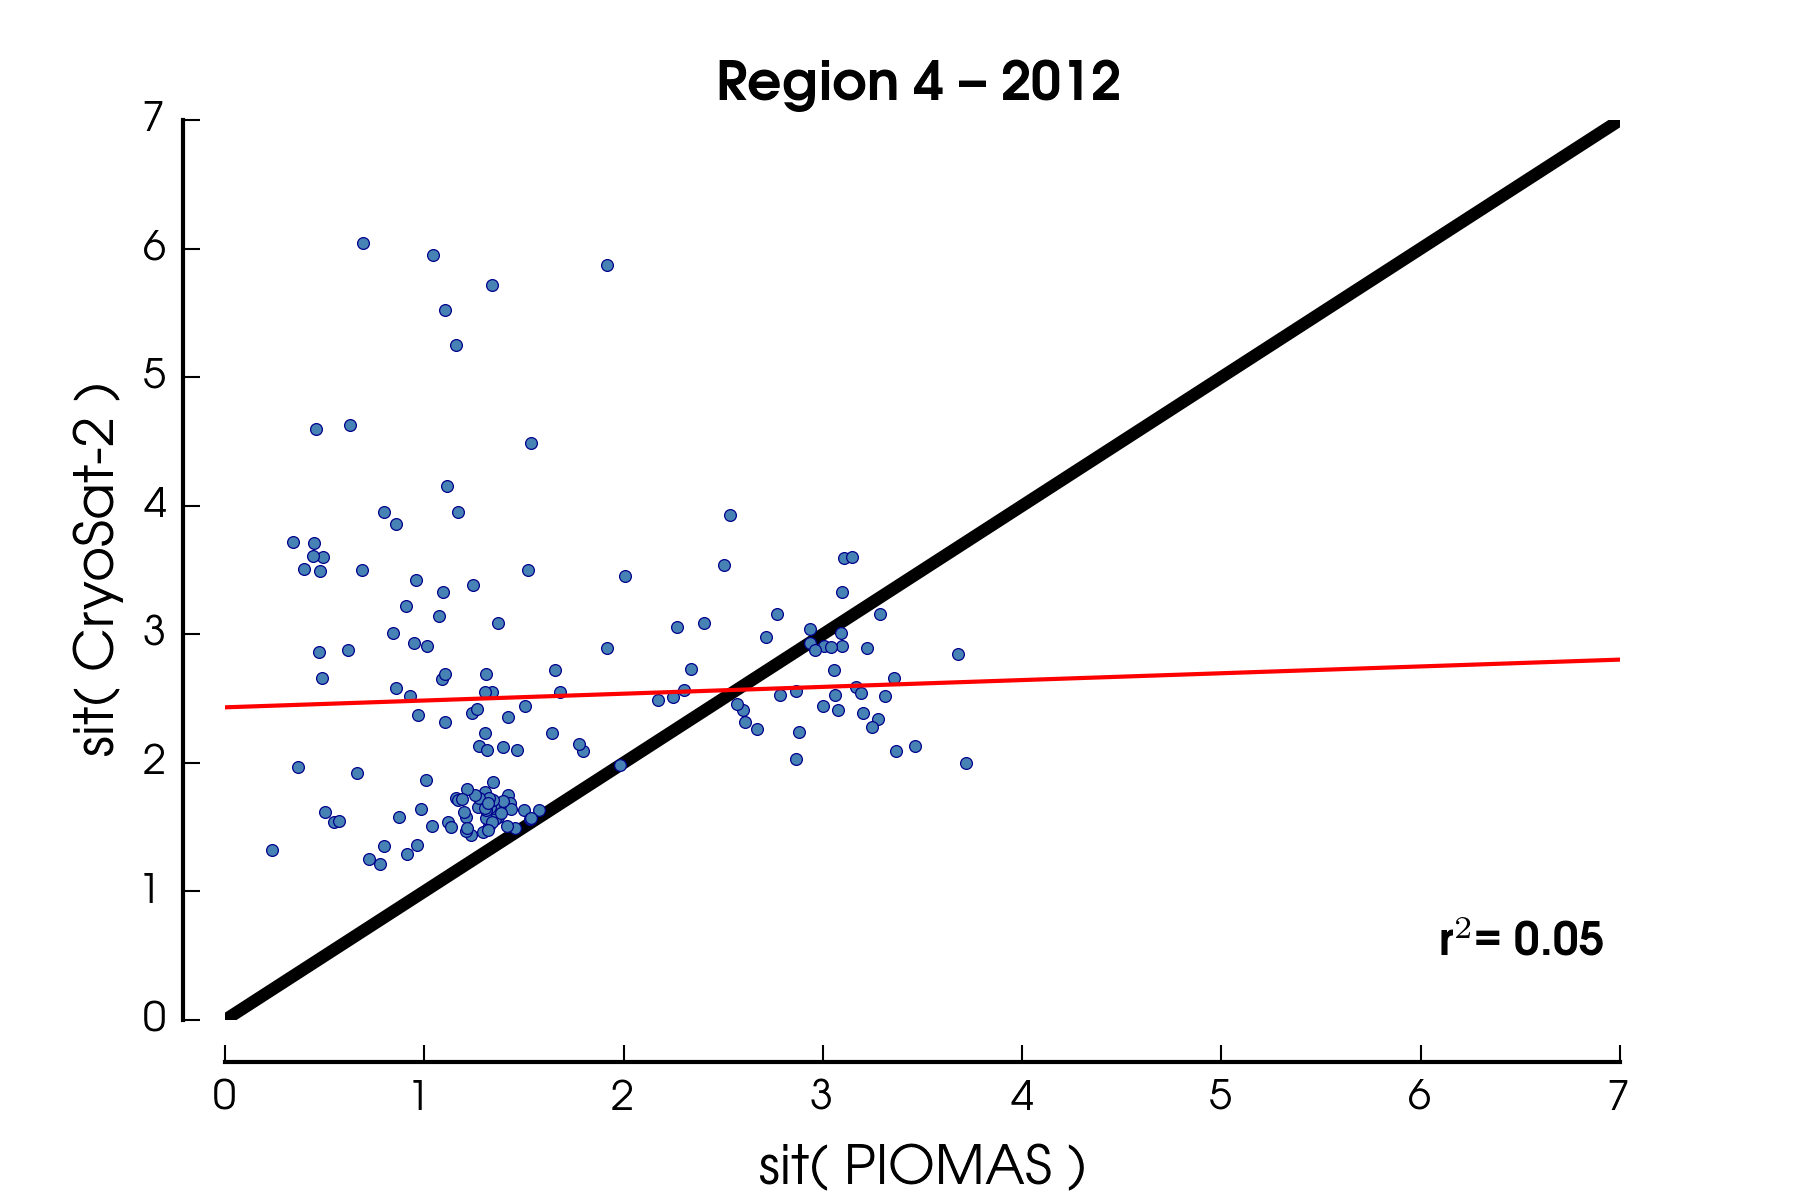 Region 4 – 2012
7
6
5
4
3
2
1
0
sit( CryoSat-2 )
r²= 0.05
0 1 2 3 4 5 6 7
sit( PIOMAS )